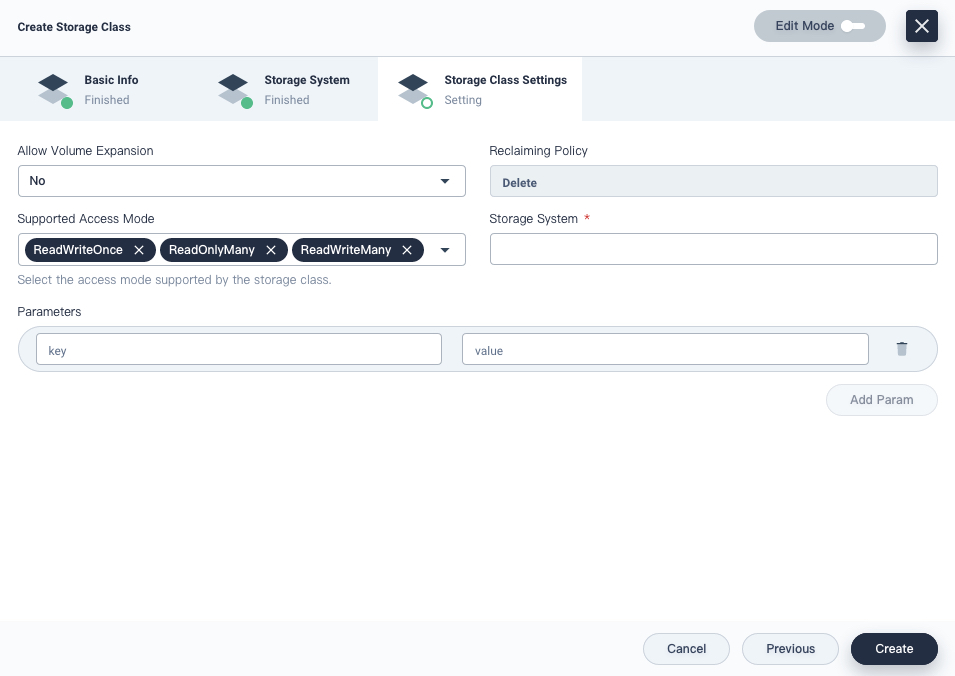 Create Storage Class
Edit Mode
Basic Info
Finished
Storage System
Finished
Storage Class Settings
Setting
Allow Volume Expansion
No
Reclaiming Policy
Delete
Supported Access Mode
ReadWriteOnce
ReadOnlyMany
ReadWriteMany
Select the access mode supported by the storage class.
Storage System *
Parameters
key
value
Add Param
Cancel
Previous
Create